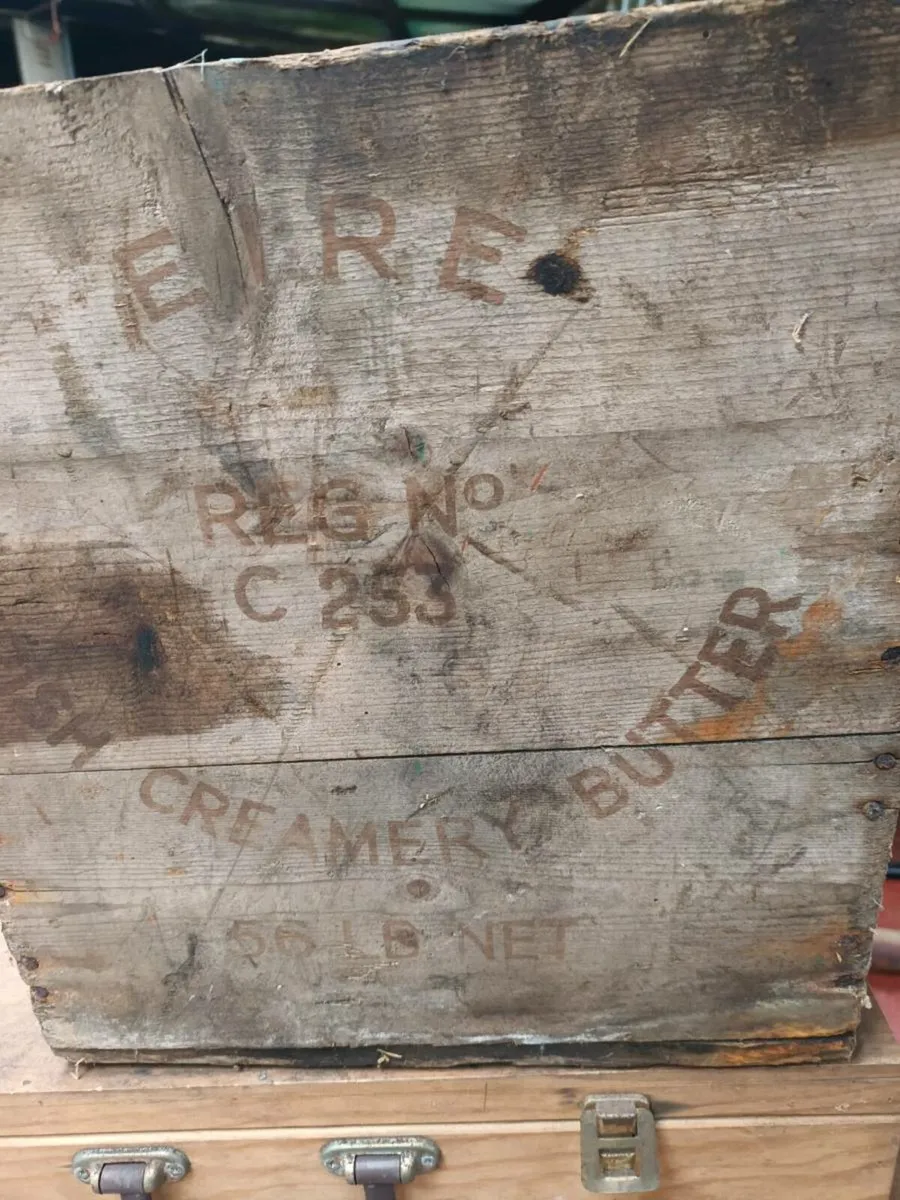 EIRE
REG Nº
C 253
CREAMERY BUTTER
56 LB NET